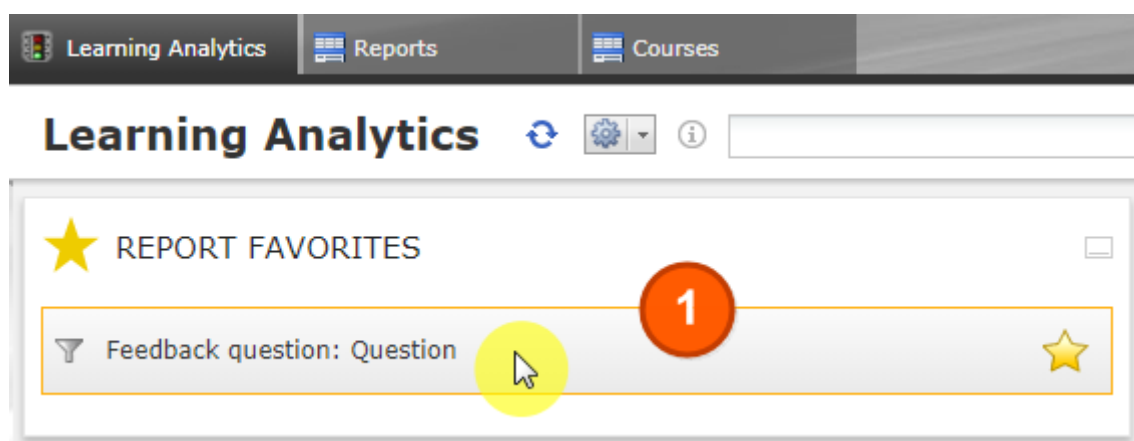 Learning Analytics Reports Courses
Learning Analytics
REPORT FAVORITES
1
Feedback question: Question